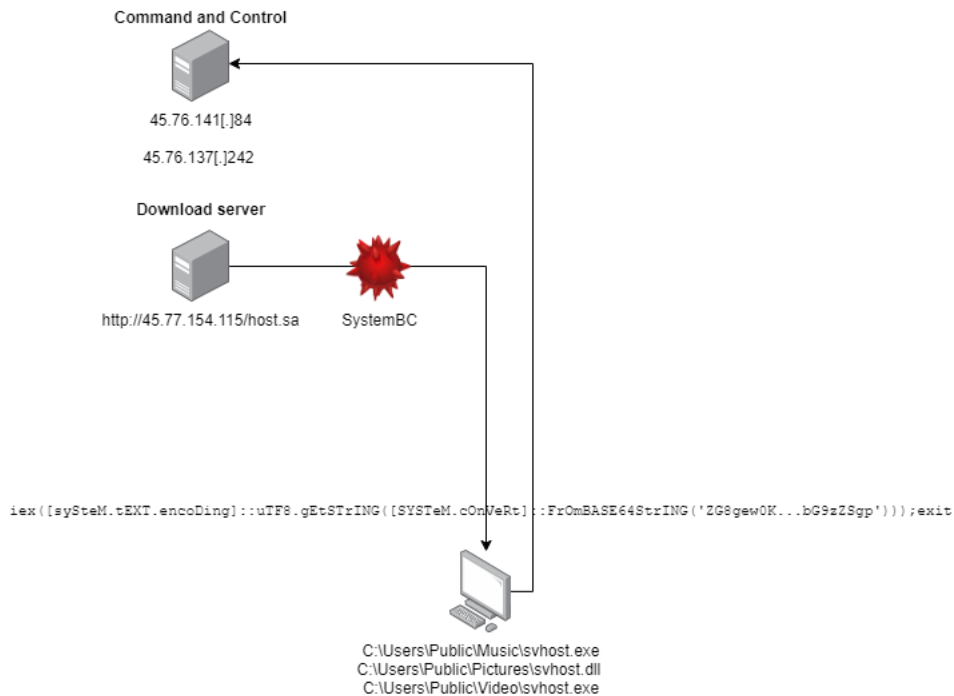 Command and Control
45.76.141[.]84
45.76.137[.]242
Download server
http://45.77.154.115/host.sa
SystemBC
iex([sySteM.tEXT.encoDing]::uTF8.gEtSTrING([SYSTeM.cOnVeRt]::FrOmBASE64StrING('ZG8gew0K...bG9zZSgp')));exit
C:\Users\Public\Music\svhost.exe
C:\Users\Public\Pictures\svhost.dll
C:\Users\Public\Video\svhost.exe